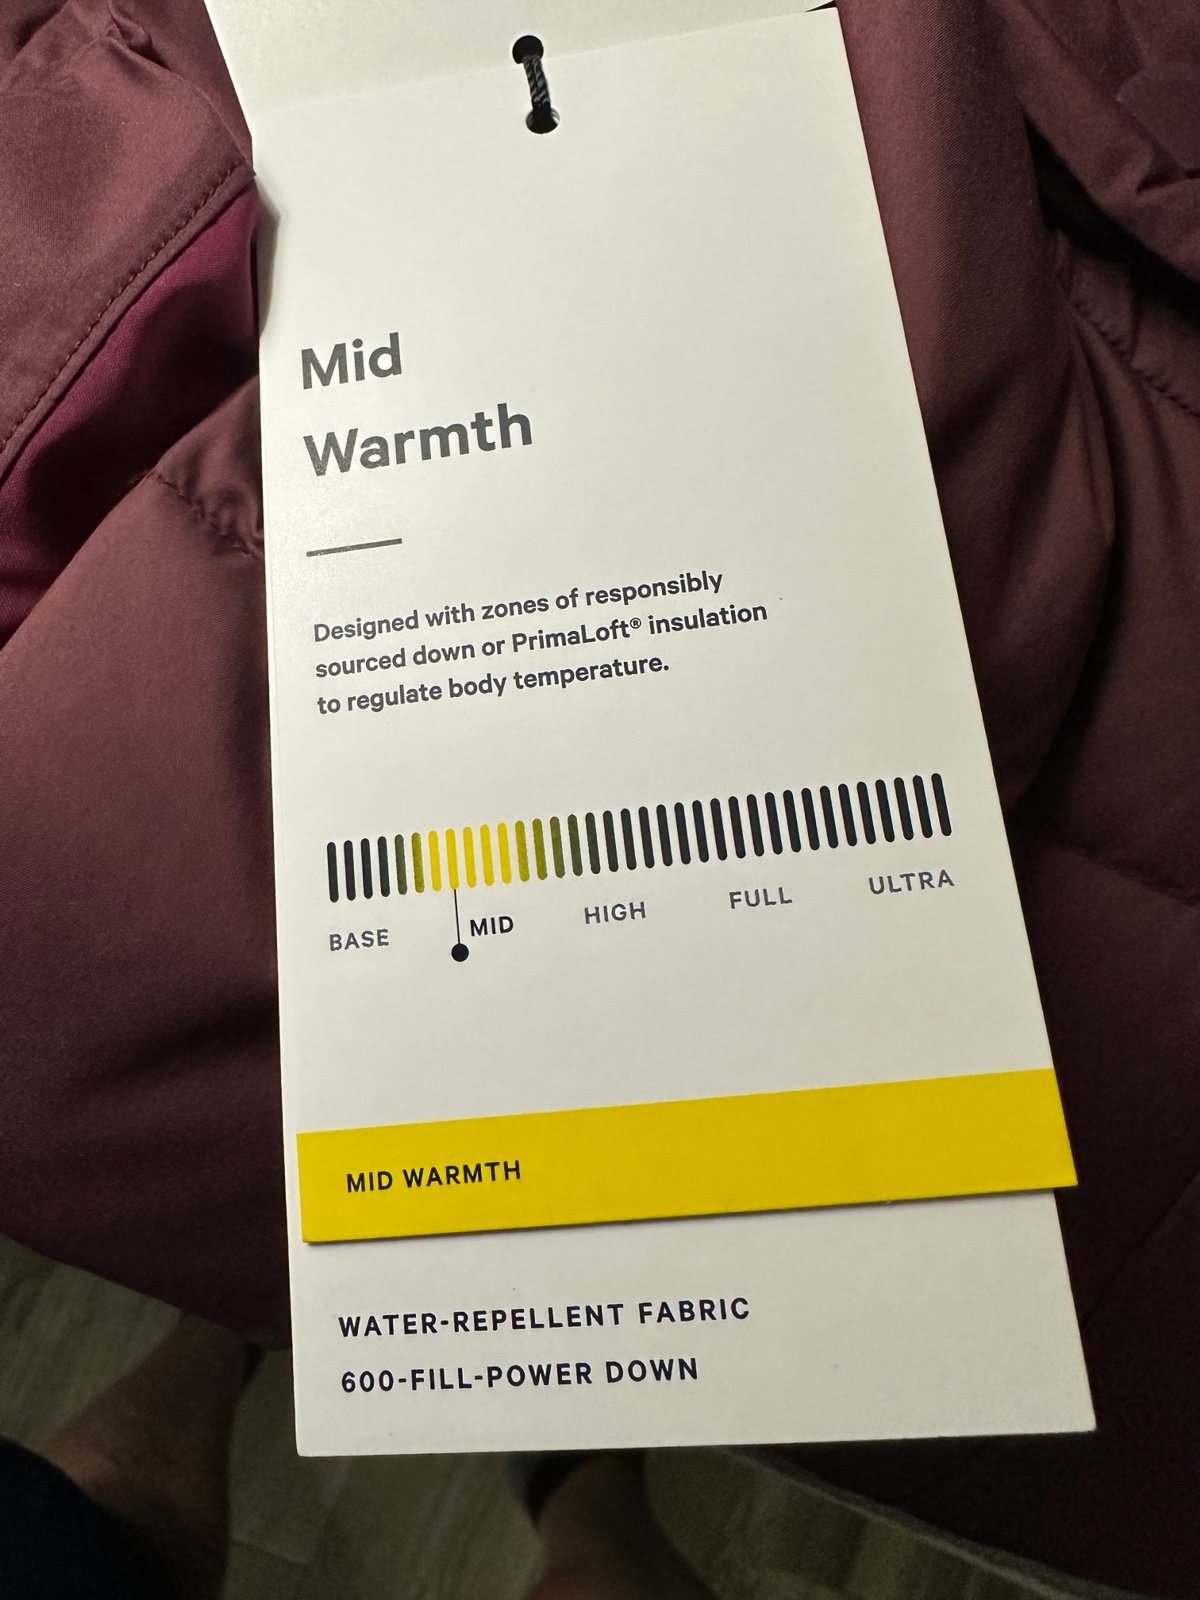 Mid
Warmth
Designed with zones of responsibly
sourced down or PrimaLoft® insulation
to regulate body temperature.
BASE MID HIGH FULL ULTRA
MID WARMTH
WATER-REPELLENT FABRIC
600-FILL-POWER DOWN